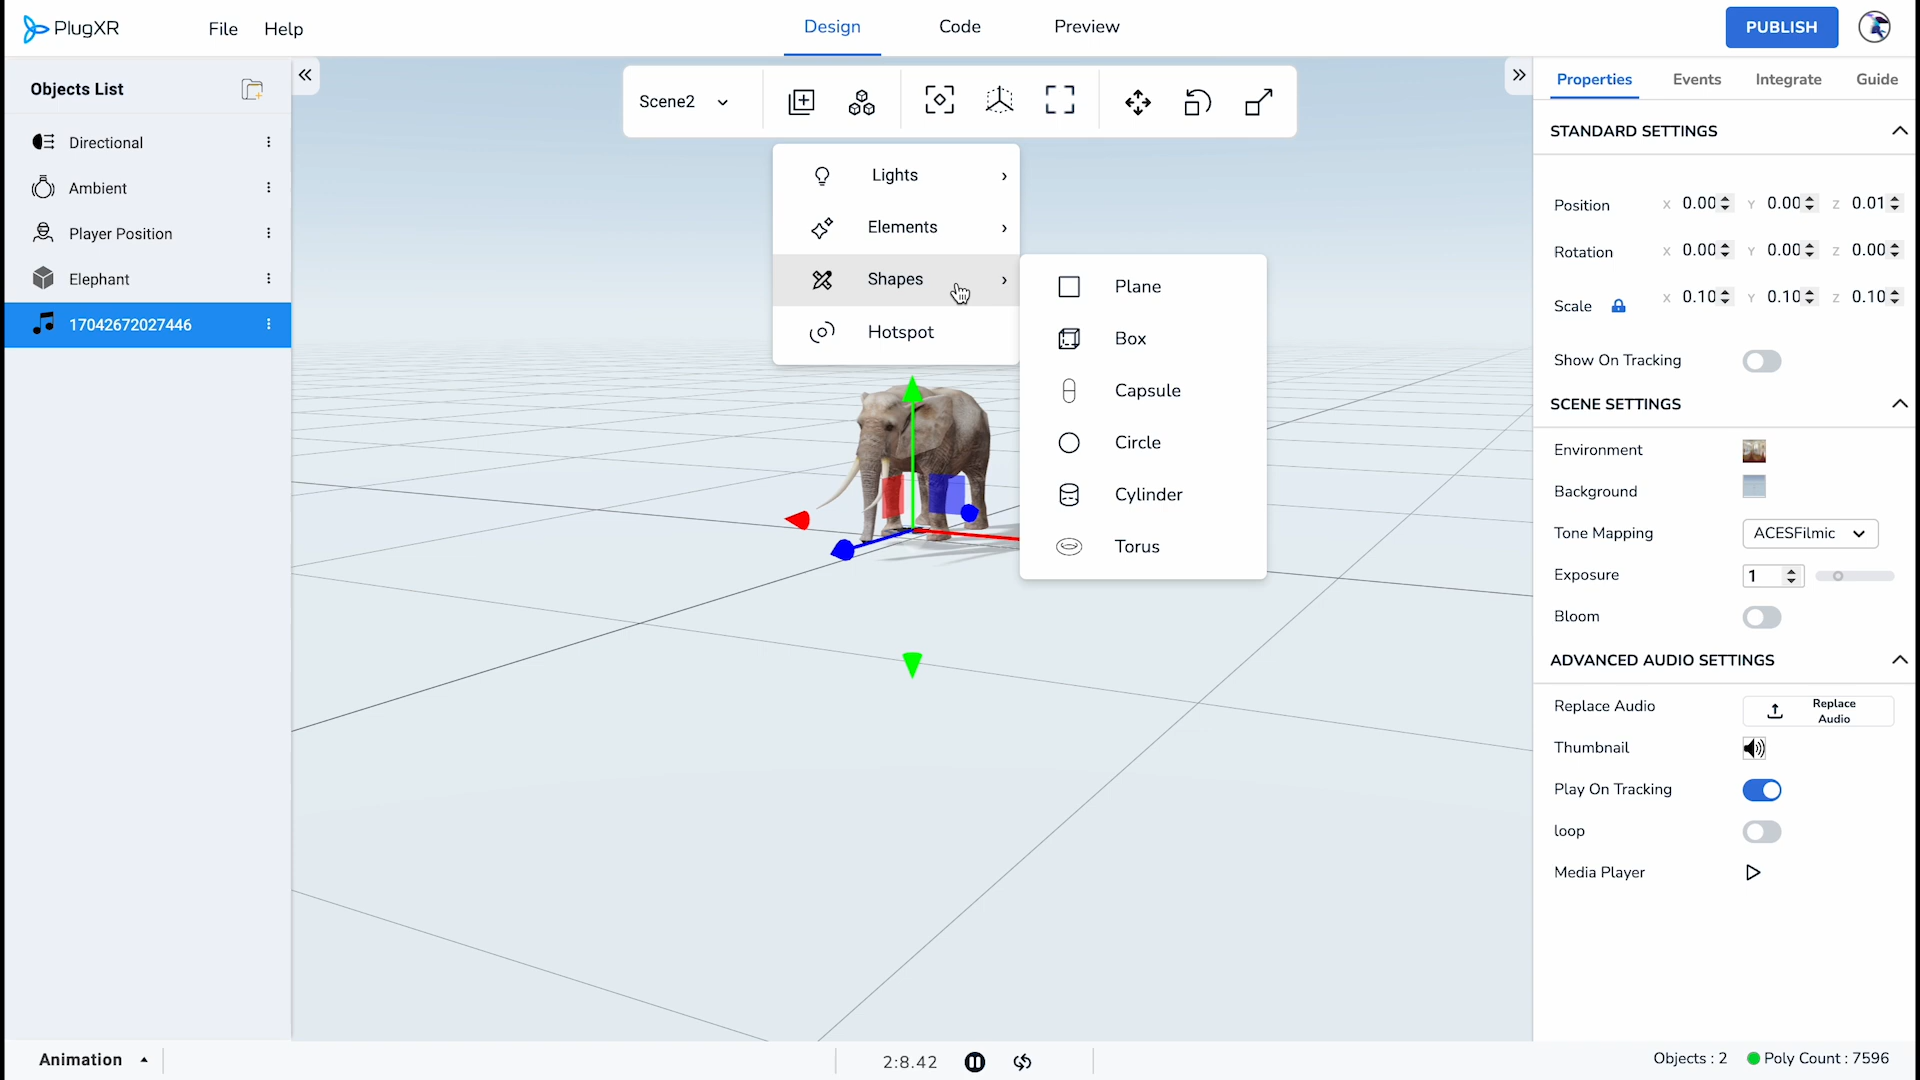 PlugXR
File Help
Design Code Preview
PUBLISH
Objects List
Directional
Ambient
Player Position
Elephant
17042672027446
Scene2
Lights
Elements
Shapes
Hotspot
Plane
Box
Capsule
Circle
Cylinder
Torus
Properties Events Integrate Guide
STANDARD SETTINGS
Position X 0.00 Y 0.00 Z 0.01
Rotation X 0.00 Y 0.00 Z 0.00
Scale X 0.10 Y 0.10 Z 0.10
Show On Tracking
SCENE SETTINGS
Environment
Background
Tone Mapping ACESFilmic
Exposure 1
Bloom
ADVANCED AUDIO SETTINGS
Replace Audio Replace
Audio
Thumbnail
Play On Tracking
loop
Media Player
Animation
2:8.42
Objects : 2 Poly Count : 7596